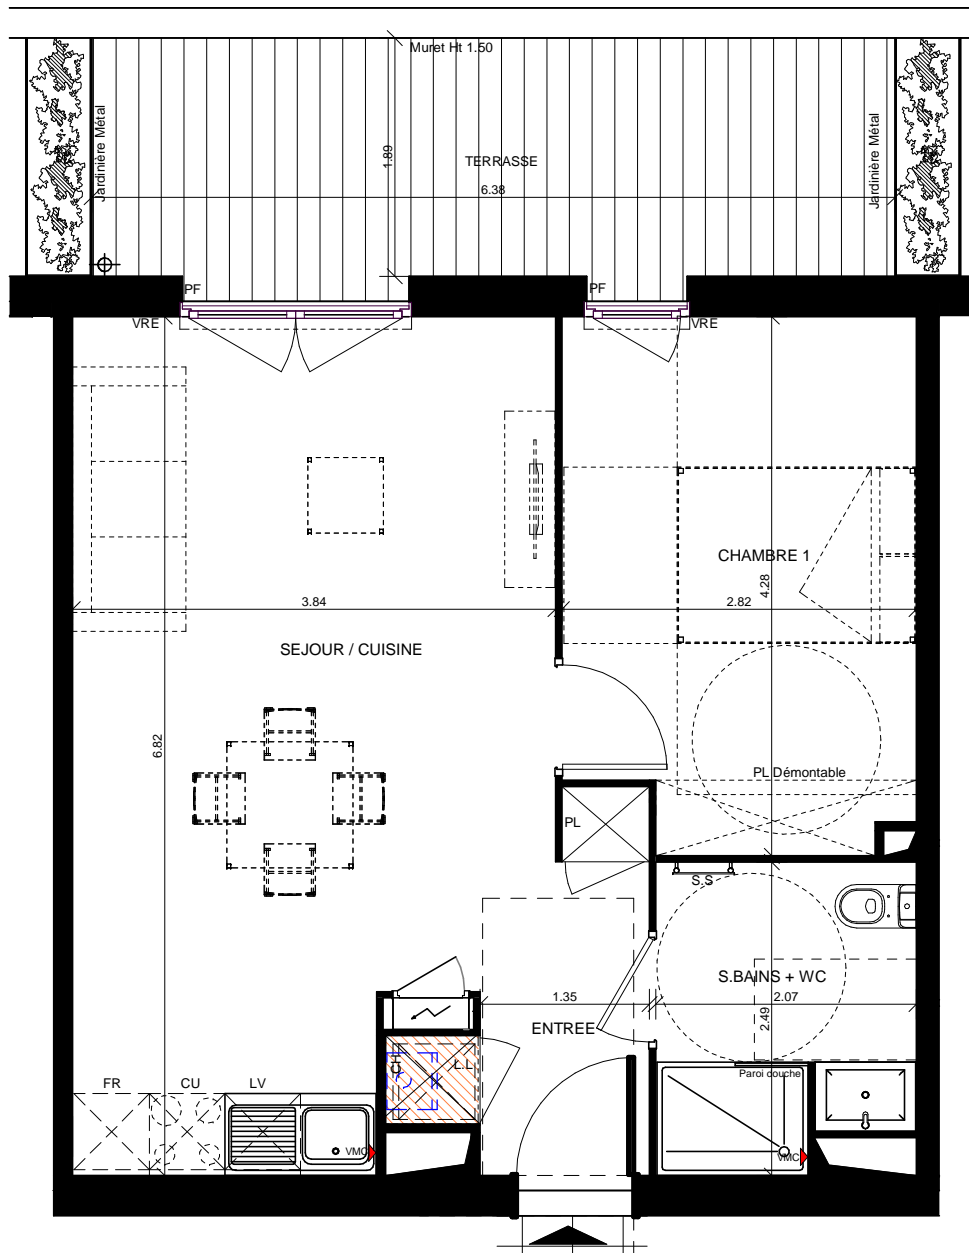 Muret Ht 1.50
Jardinière Métal
1.89
TERRASSE
6.38
Jardinière Métal
PF
PF
VRE
VRE
CHAMBRE 1
4.28
3.84
2.82
SEJOUR / CUISINE
6.82
PL Démontable
PL
S.S
S.BAINS + WC
1.35
2.07
2.49
ENTREE
CH
L.L
Paroi douche
FR
CU
LV
VMC
VMC